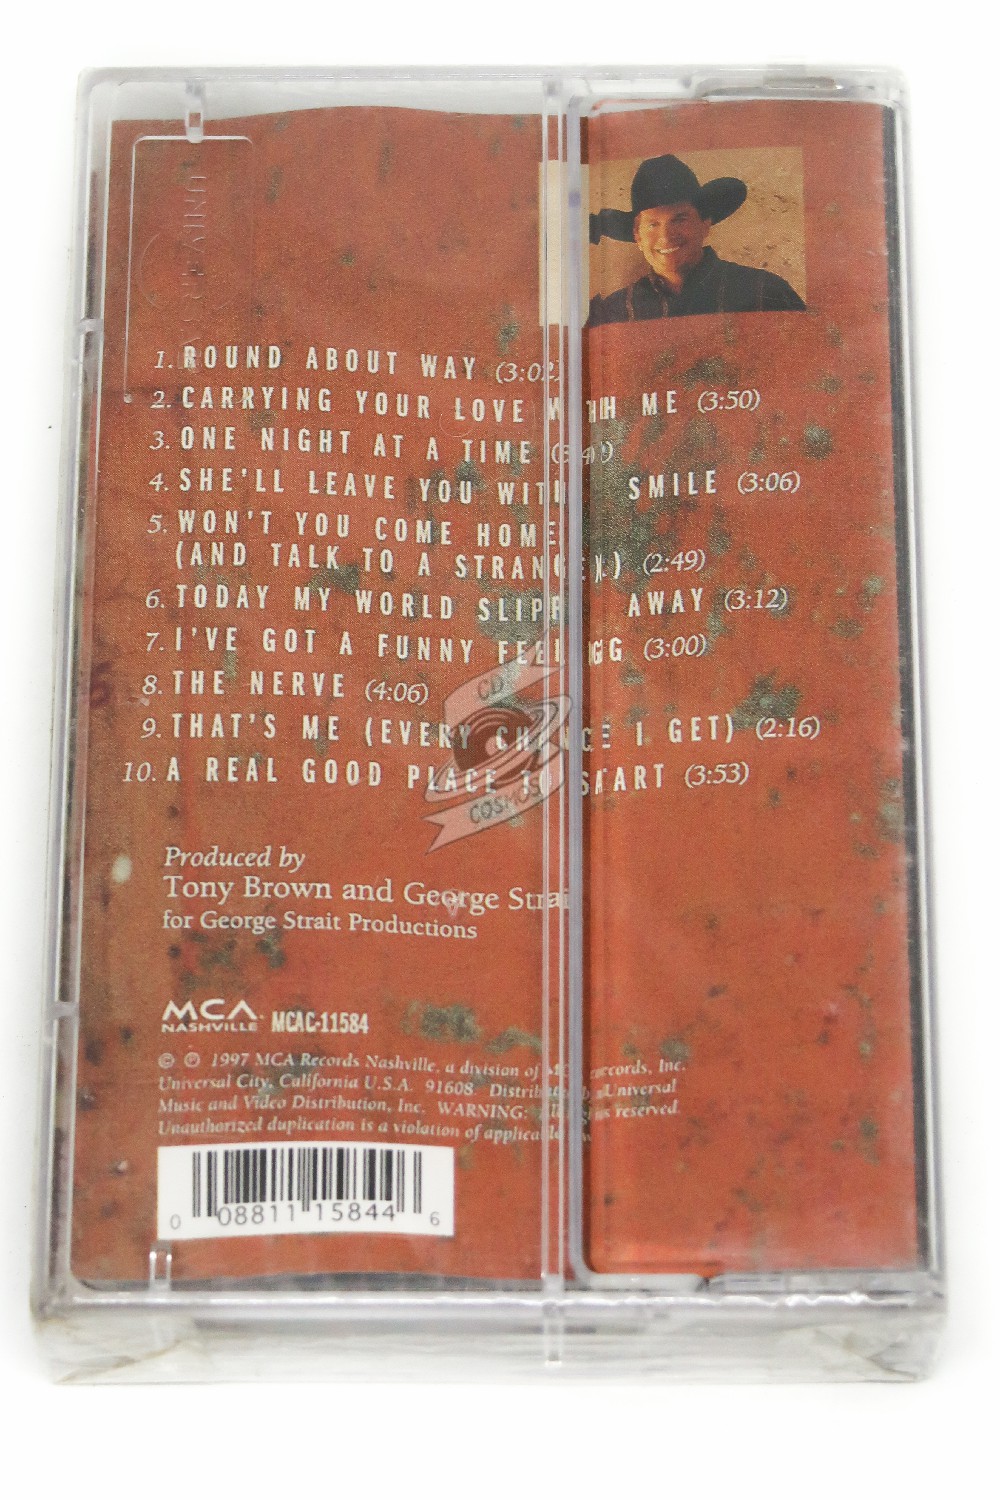 UNIVERSAL
1. ROUND ABOUT WAY (3:02)
2. CARRYING YOUR LOVE WITH ME (3:50)
3. ONE NIGHT AT A TIME
4. SHE'LL LEAVE YOU WITH SMILE (3:06)
5. WON'T YOU COME HOME
(AND TALK TO A STRANGER) (2:49)
6. TODAY MY WORLD SLIPPED AWAY (3:12)
7. I'VE GOT A FUNNY FEELING (3:00)
8. THE NERVE (4:06)
9. THAT'S ME (EVERY CHANCE I GET) (2:16)
10. A REAL GOOD PLACE TO START (3:53)
CD
COSMOS
Produced by
Tony Brown and George Strait
for George Strait Productions
MCA
NASHVILLE MCAC-11584
© ℗ 1997 MCA Records Nashville, a division of MCA Records, Inc.
Universal City, California U.S.A. 91608 Distributed by Universal
Music and Video Distribution, Inc. WARNING: All rights reserved.
Unauthorized duplication is a violation of applicable
0 08811 15844 6